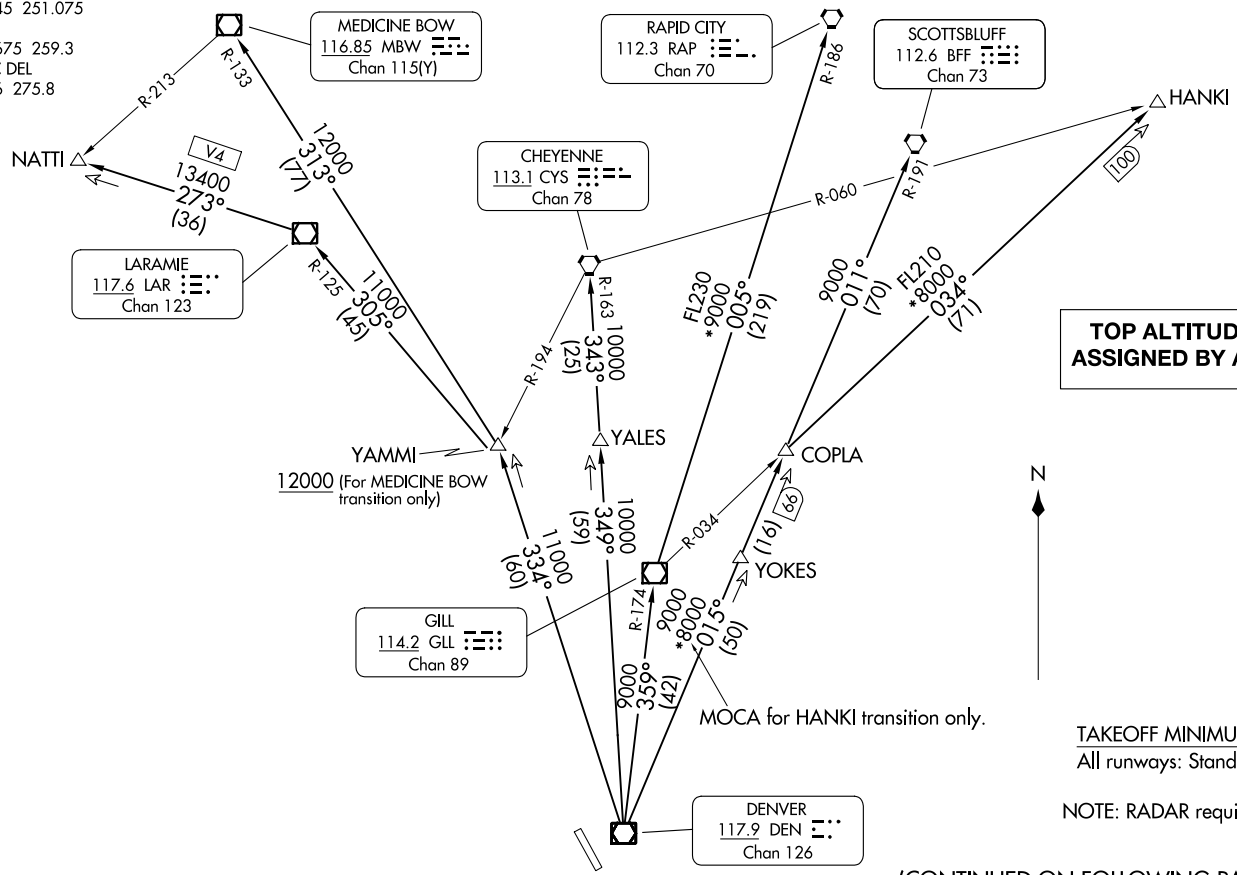 45 251.075
675 259.3
DEL
275.8
MEDICINE BOW
116.85 MBW
Chan 115(Y)
RAPID CITY
112.3 RAP
Chan 70
SCOTTSBLUFF
112.6 BFF
Chan 73
HANKI
R-213
R-133
R-186
NATTI
V4
13400
273°
(36)
12000
313°
(77)
CHEYENNE
113.1 CYS
Chan 78
R-060
R-191
100
LARAMIE
117.6 LAR
Chan 123
R-125
11000
305°
(45)
R-194
R-163
10000
343°
(25)
FL230
*9000
005°
(219)
9000
011°
(70)
FL210
*8000
034°
(71)
TOP ALTITUD
ASSIGNED BY A
YAMMI
12000 (For MEDICINE BOW
transition only)
YALES
COPLA
N
11000
334°
(60)
10000
349°
(59)
R-034
(16)
66
YOKES
GILL
114.2 GLL
Chan 89
R-174
9000
359°
(42)
9000
*8000
015°
(50)
MOCA for HANKI transition only.
TAKEOFF MINIMU
All runways: Stand
NOTE: RADAR requi
DENVER
117.9 DEN
Chan 126
(CONTINUED ON FOLLOWING PA